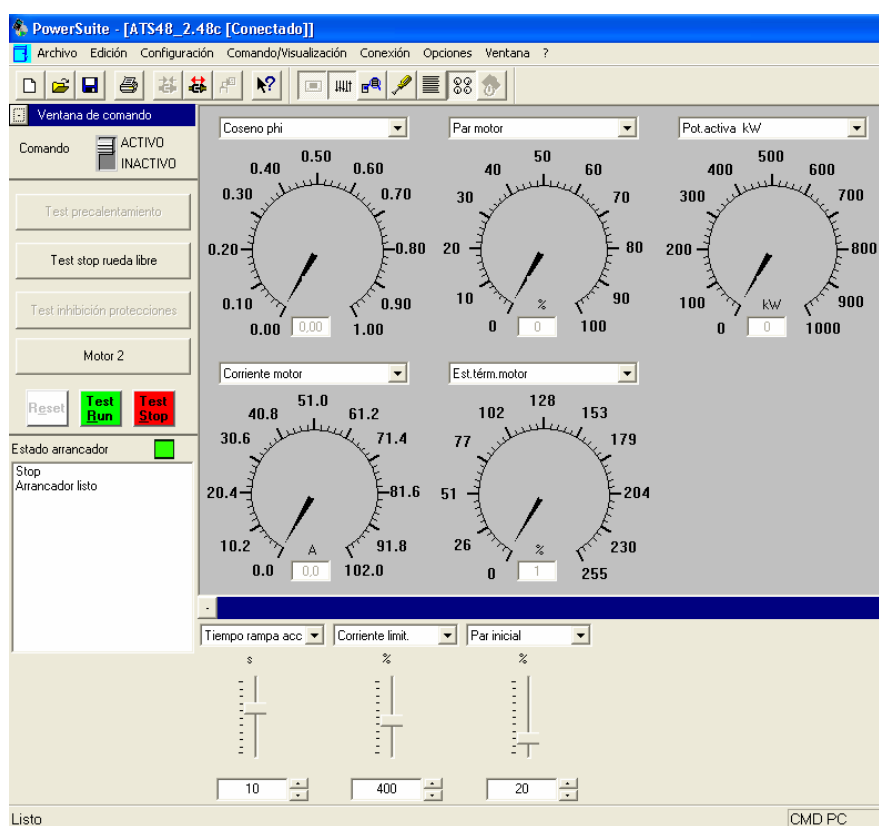 PowerSuite - [ATS48_2.48c [Conectado]]
Archivo Edición Configuración Comando/Visualización Conexión Opciones Ventana ?
Ventana de comando
Comando
ACTIVO
INACTIVO
Test precalentamiento
Test stop rueda libre
Test inhibición protecciones
Motor 2
Reset
Test Run
Test Stop
Estado arrancador
Stop
Arrancador listo
Coseno phi
0.00 0.10 0.20 0.30 0.40 0.50 0.60 0.70 0.80 0.90 1.00
0,00
Par motor
0 10 20 30 40 50 60 70 80 90 100
%
0
Pot.activa kW
0 100 200 300 400 500 600 700 800 900 1000
kW
0
Corriente motor
0.0 10.2 20.4 30.6 40.8 51.0 61.2 71.4 81.6 91.8 102.0
A
0,0
Est.térm.motor
0 26 51 77 102 128 153 179 204 230 255
%
1
Tiempo rampa acc
s
10
Corriente limit.
%
400
Par inicial
%
20
Listo
CMD PC